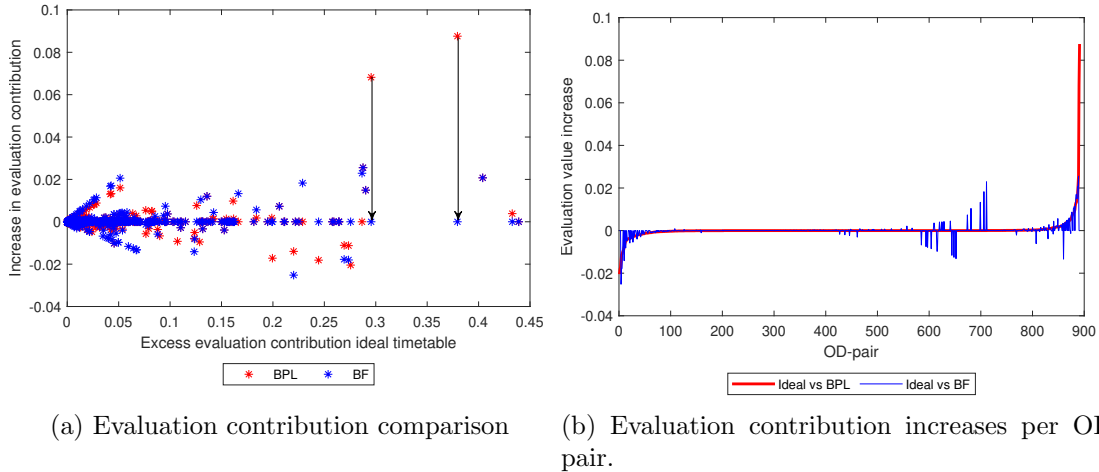 0.1
0.08
0.06
0.04
0.02
0
-0.02
-0.04
Increase in evaluation contribution
0 0.05 0.1 0.15 0.2 0.25 0.3 0.35 0.4 0.45
Excess evaluation contribution ideal timetable
BPL BF
(a) Evaluation contribution comparison
0.1
0.08
0.06
0.04
0.02
0
-0.02
-0.04
Evaluation value increase
0 100 200 300 400 500 600 700 800 900
OD-pair
Ideal vs BPL Ideal vs BF
(b) Evaluation contribution increases per OD
pair.